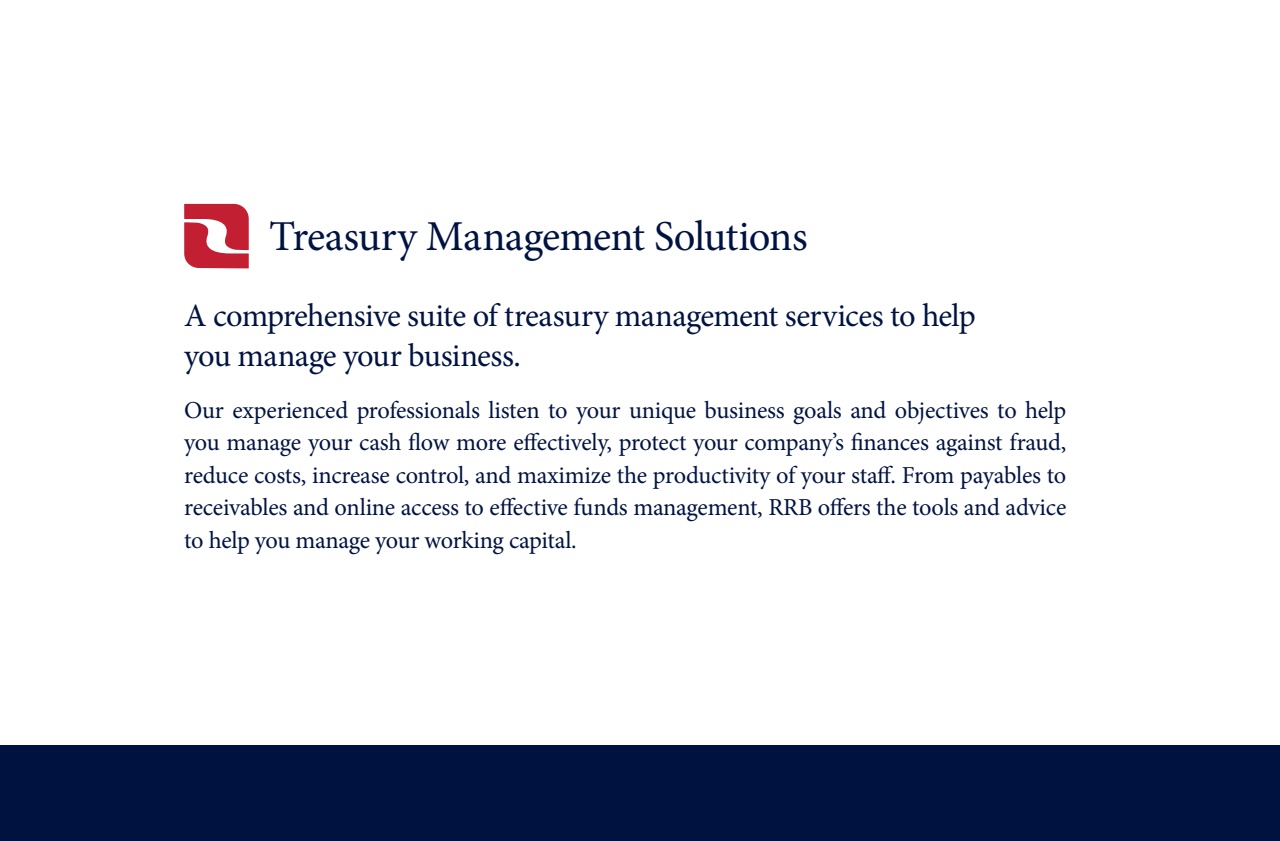 Treasury Management Solutions
A comprehensive suite of treasury management services to help
you manage your business.
Our experienced professionals listen to your unique business goals and objectives to help
you manage your cash flow more effectively, protect your company’s finances against fraud,
reduce costs, increase control, and maximize the productivity of your staff. From payables to
receivables and online access to effective funds management, RRB offers the tools and advice
to help you manage your working capital.